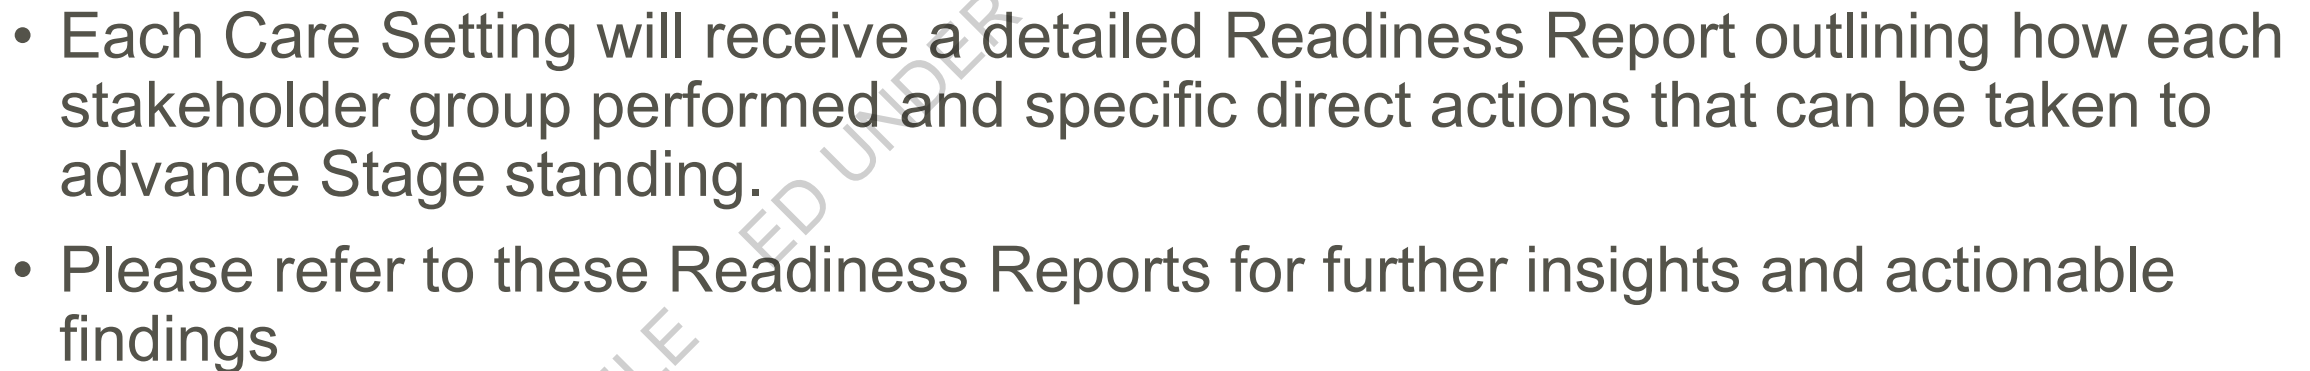 • Each Care Setting will receive a detailed Readiness Report outlining how each
stakeholder group performed and specific direct actions that can be taken to
advance Stage standing.
• Please refer to these Readiness Reports for further insights and actionable
findings
ED UNDER